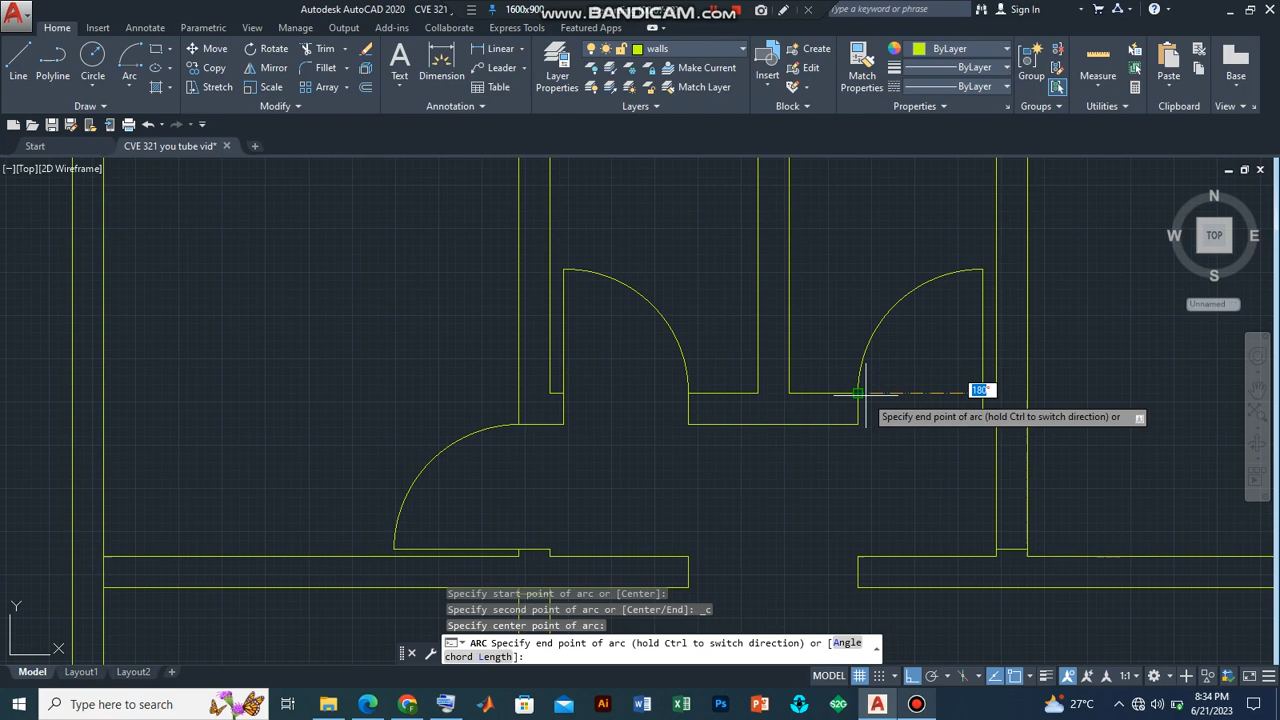 Autodesk AutoCAD 2020 CVE 321 1600x900 www.BANDICAM.com Type a keyword or phrase Sign In
Home Insert Annotate Parametric View Manage Output Add-ins Collaborate Express Tools Featured Apps
Line Polyline Circle Arc
Move Rotate Trim
Copy Mirror Fillet
Stretch Scale Array
Text Dimension
Linear
Leader
Table
Layer Properties
walls
Make Current
Match Layer
Insert
Create
Edit
Match Properties
ByLayer
ByLayer
ByLayer
Group
Measure
Paste
Base
Draw Modify Annotation Layers Block Properties Groups Utilities Clipboard View
Start CVE 321 you tube vid*
[−][Top][2D Wireframe]
N
W TOP E
S
Unnamed
180°
Specify end point of arc (hold Ctrl to switch direction) or
Specify start point of arc or [Center]:
Specify second point of arc or [Center/End]: _c
Specify center point of arc:
ARC Specify end point of arc (hold Ctrl to switch direction) or [Angle
chord Length]:
Y
X
Model Layout1 Layout2 MODEL 1:1
Type here to search
27°C
8:34 PM
6/21/2023